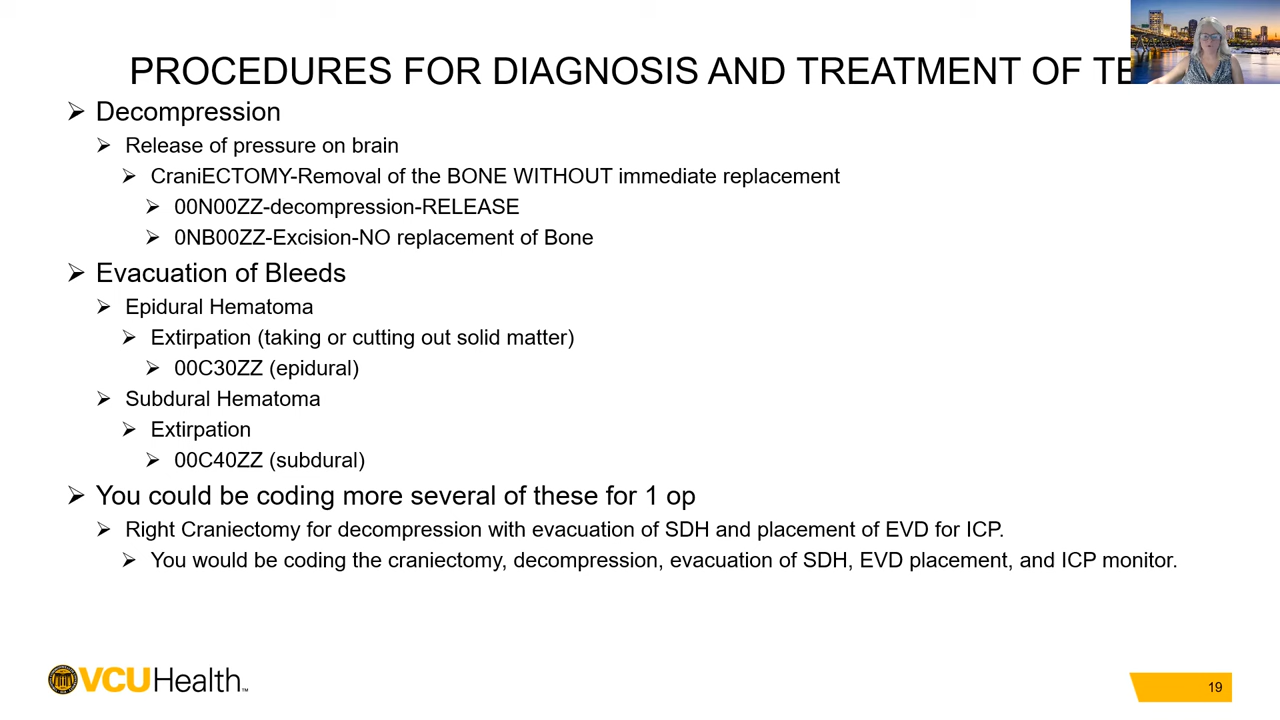 PROCEDURES FOR DIAGNOSIS AND TREATMENT OF
Decompression
Release of pressure on brain
CraniECTOMY-Removal of the BONE WITHOUT immediate replacement
00N00ZZ-decompression-RELEASE
0NB00ZZ-Excision-NO replacement of Bone
Evacuation of Bleeds
Epidural Hematoma
Extirpation (taking or cutting out solid matter)
00C30ZZ (epidural)
Subdural Hematoma
Extirpation
00C40ZZ (subdural)
You could be coding more several of these for 1 op
Right Craniectomy for decompression with evacuation of SDH and placement of EVD for ICP.
You would be coding the craniectomy, decompression, evacuation of SDH, EVD placement, and ICP monitor.
VCUHealth™
19